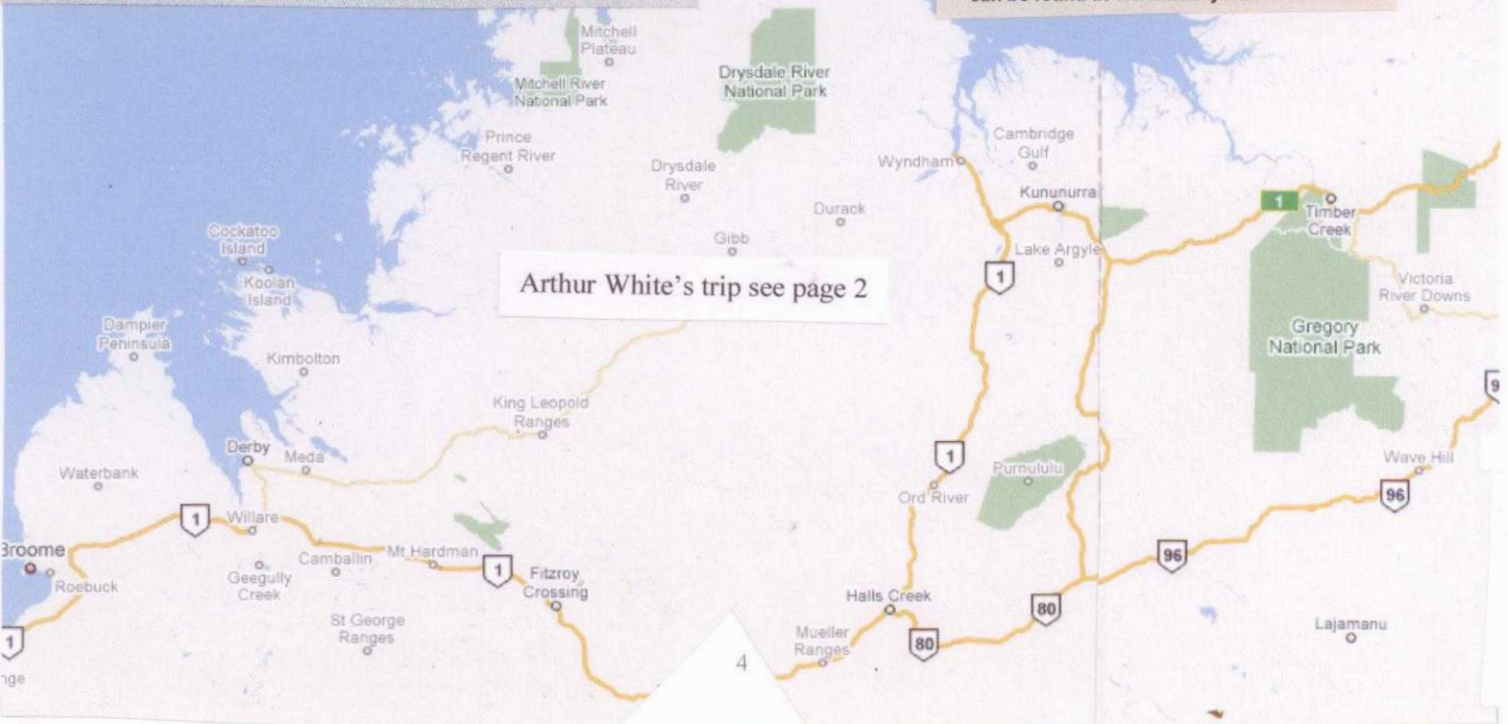 Mitchell
Plateau
Mitchell River
National Park
Drysdale River
National Park
Prince
Regent River
Drysdale
River
Wyndham
Cambridge
Gulf
Kununurra
1
Timber
Creek
Durack
Gibb
Lake Argyle
Cockatoo
Island
Koolan
Island
Arthur White's trip see page 2
1
Victoria
River Downs
Dampier
Peninsula
Kimbolton
Gregory
National Park
9
King Leopold
Ranges
Derby
Meda
Waterbank
1
Purnululu
Wave Hill
Ord River
96
1
Willare
Broome
Roebuck
Geegully
Creek
Camballin
Mt Hardman
1
Fitzroy
Crossing
96
Halls Creek
80
St George
Ranges
Mueller
Ranges
80
Lajamanu
1
nge
4